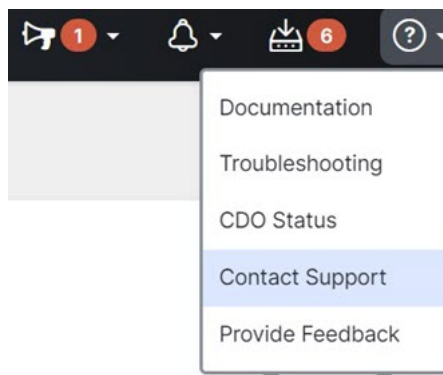 1
6
?
Documentation
Troubleshooting
CDO Status
Contact Support
Provide Feedback